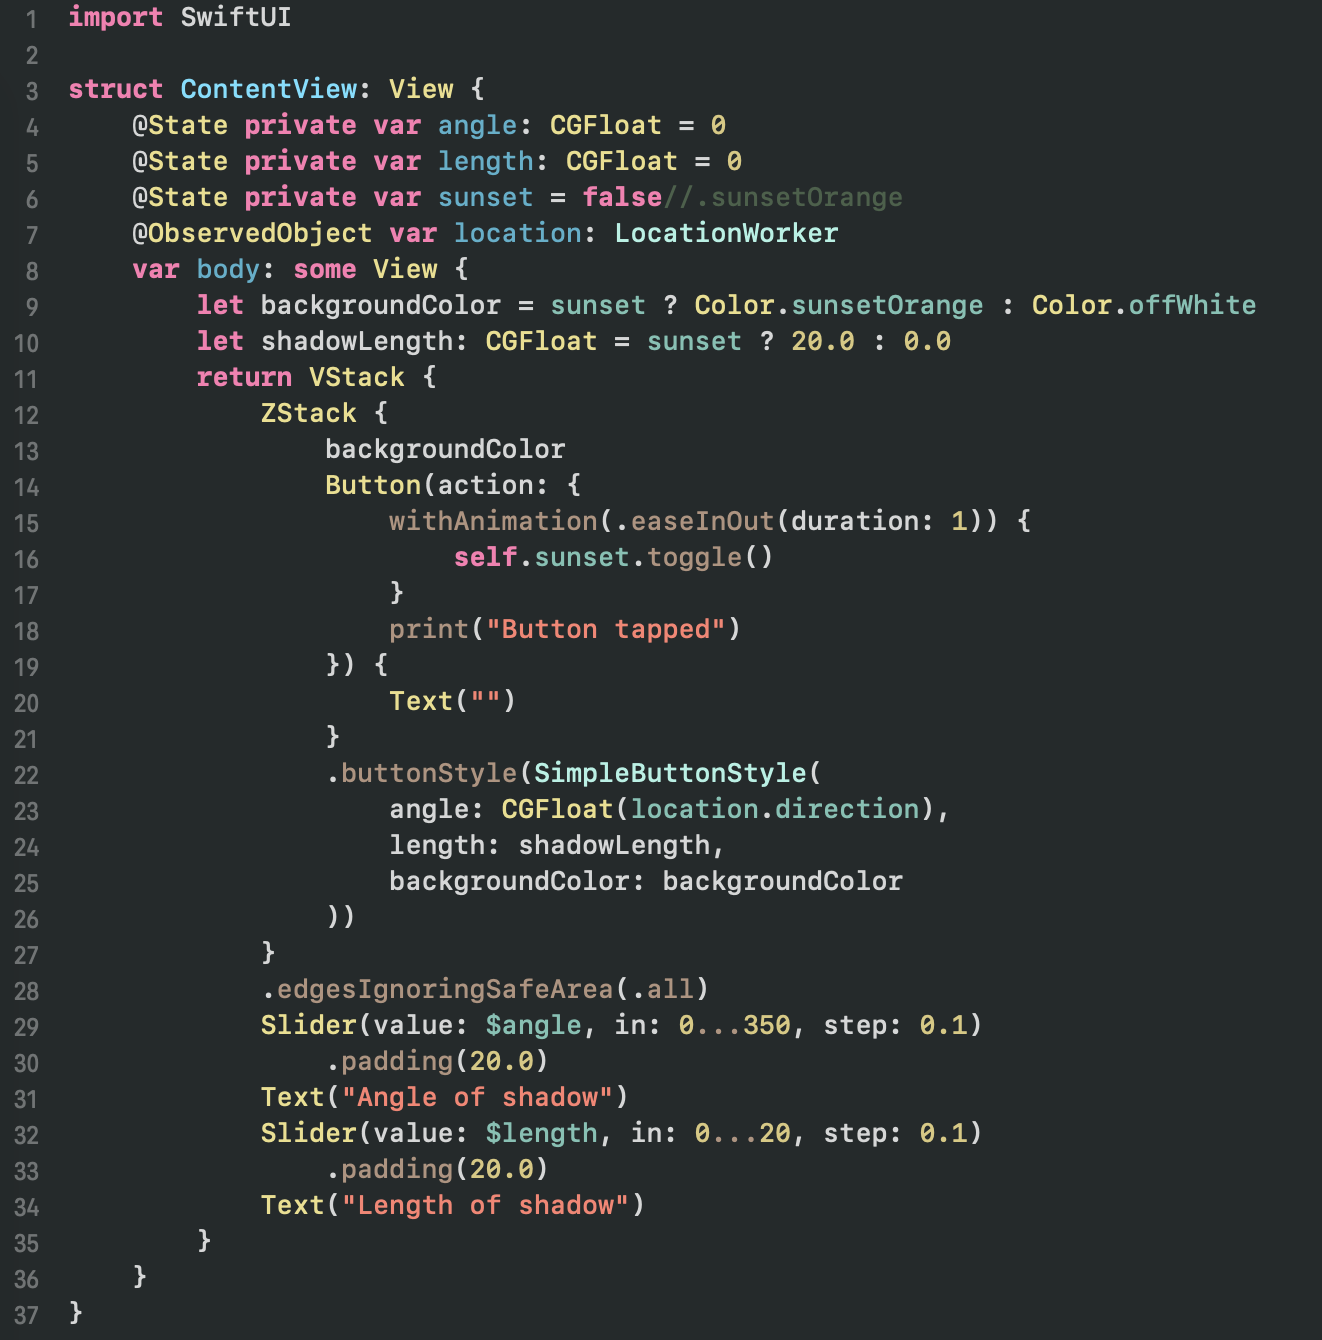 1 import SwiftUI
2
3 struct ContentView: View {
4     @State private var angle: CGFloat = 0
5     @State private var length: CGFloat = 0
6     @State private var sunset = false//.sunsetOrange
7     @ObservedObject var location: LocationWorker
8     var body: some View {
9         let backgroundColor = sunset ? Color.sunsetOrange : Color.offWhite
10         let shadowLength: CGFloat = sunset ? 20.0 : 0.0
11         return VStack {
12             ZStack {
13                 backgroundColor
14                 Button(action: {
15                     withAnimation(.easeInOut(duration: 1)) {
16                         self.sunset.toggle()
17                     }
18                     print("Button tapped")
19                 }) {
20                     Text("")
21                 }
22                 .buttonStyle(SimpleButtonStyle(
23                     angle: CGFloat(location.direction),
24                     length: shadowLength,
25                     backgroundColor: backgroundColor
26                 ))
27             }
28             .edgesIgnoringSafeArea(.all)
29             Slider(value: $angle, in: 0...350, step: 0.1)
30                 .padding(20.0)
31             Text("Angle of shadow")
32             Slider(value: $length, in: 0...20, step: 0.1)
33                 .padding(20.0)
34             Text("Length of shadow")
35         }
36     }
37 }